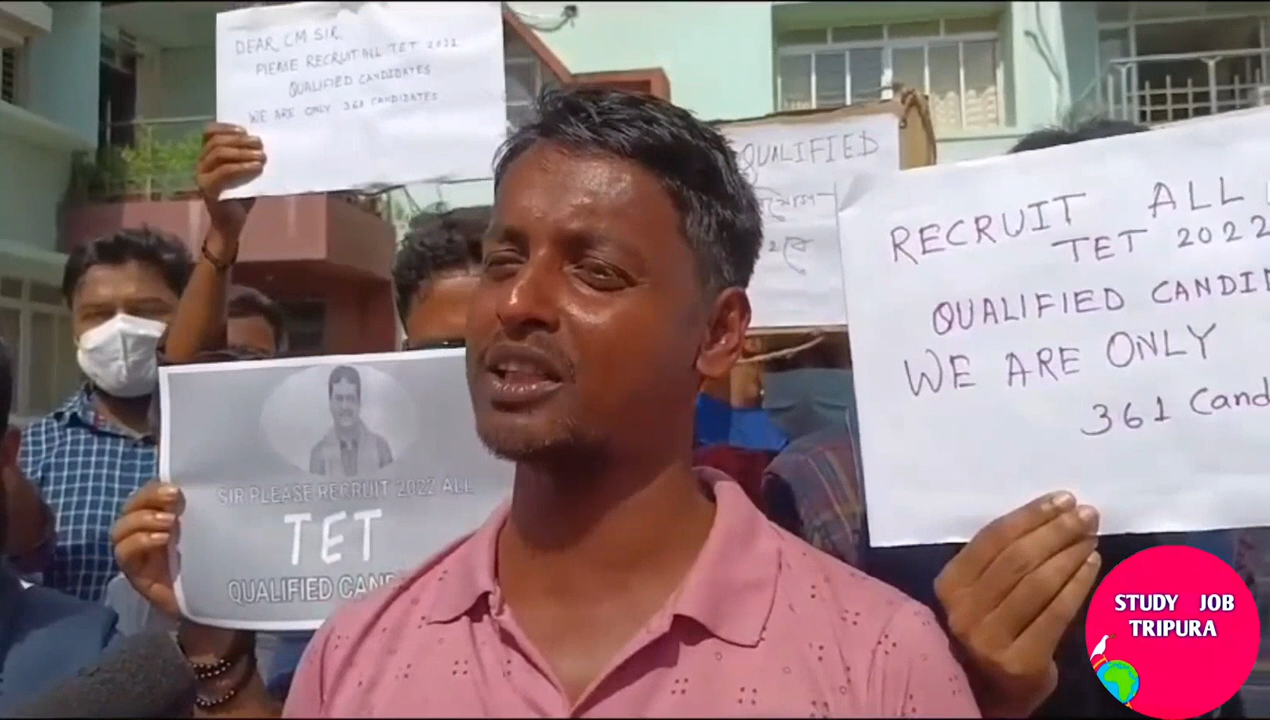 DEAR CM SIR
PLEASE RECRUIT ALL TET 2022
QUALIFIED CANDIDATES
WE ARE ONLY 361 CANDIDATES
QUALIFIED
RECRUIT ALL
TET 2022
QUALIFIED CANDID
WE ARE ONLY
361 Cand
SIR PLEASE RECRUIT 2022 ALL
TET
QUALIFIED CAND
STUDY JOB
TRIPURA